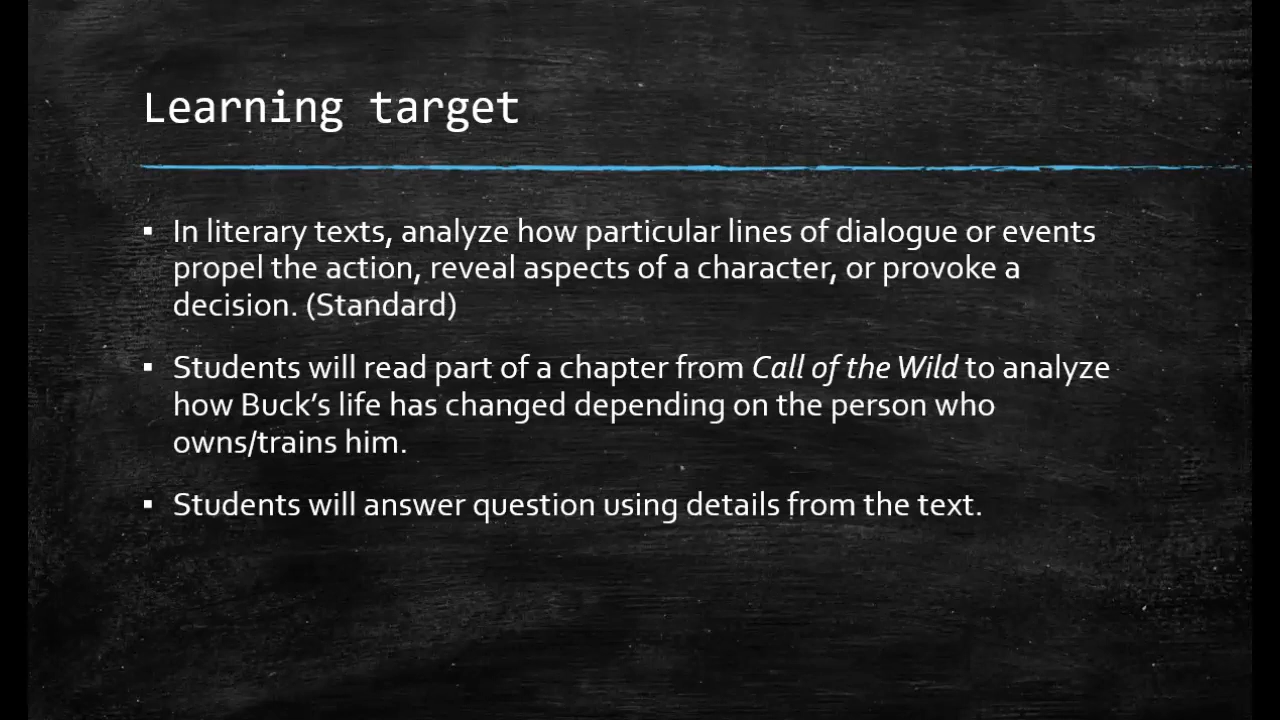 Learning target
▪ In literary texts, analyze how particular lines of dialogue or events
propel the action, reveal aspects of a character, or provoke a
decision. (Standard)
▪ Students will read part of a chapter from Call of the Wild to analyze
how Buck’s life has changed depending on the person who
owns/trains him.
▪ Students will answer question using details from the text.